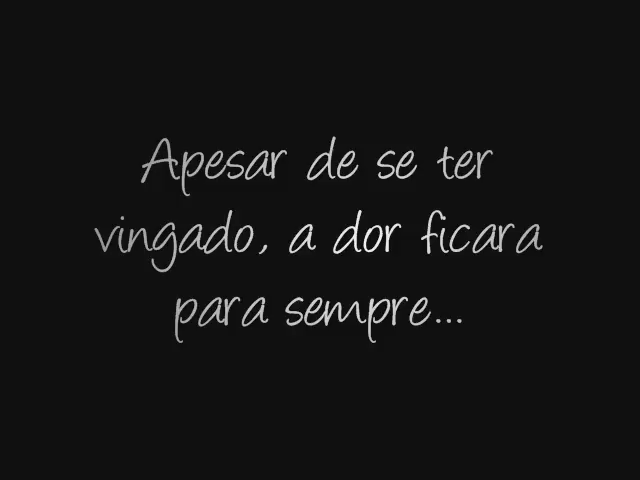 Apesar de se ter
vingado, a dor ficara
para sempre...